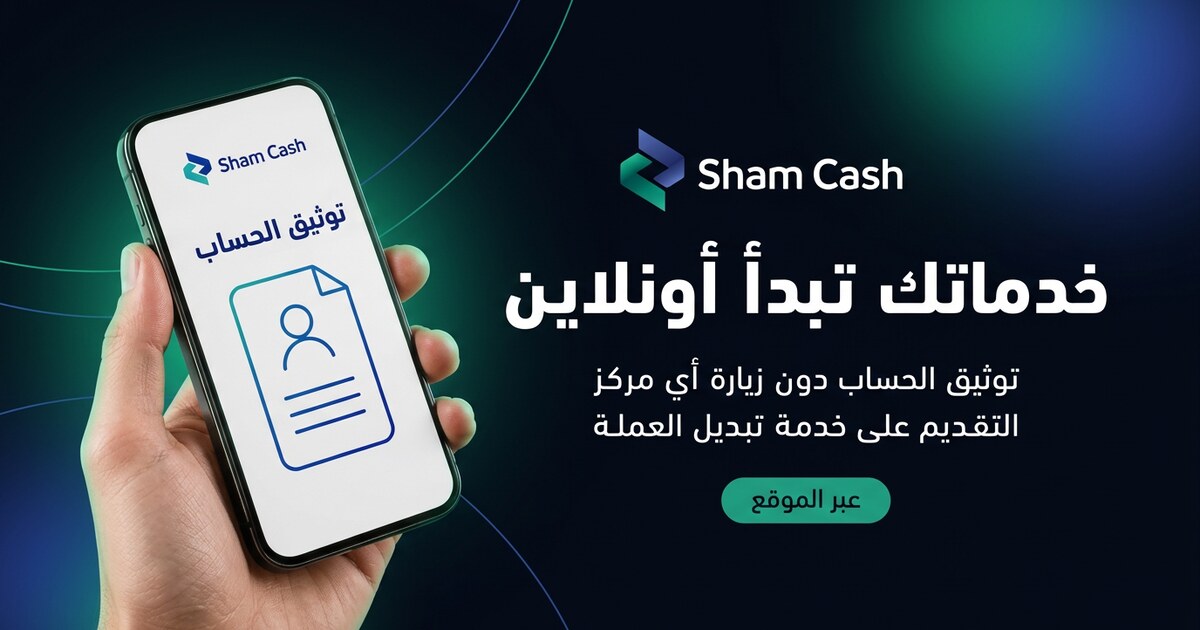 Sham Cash
توثيق الحساب
Sham Cash
خدماتك تبدأ أونلاين
توثيق الحساب دون زيارة أي مركز
التقديم على خدمة تبديل العملة
عبر الموقع